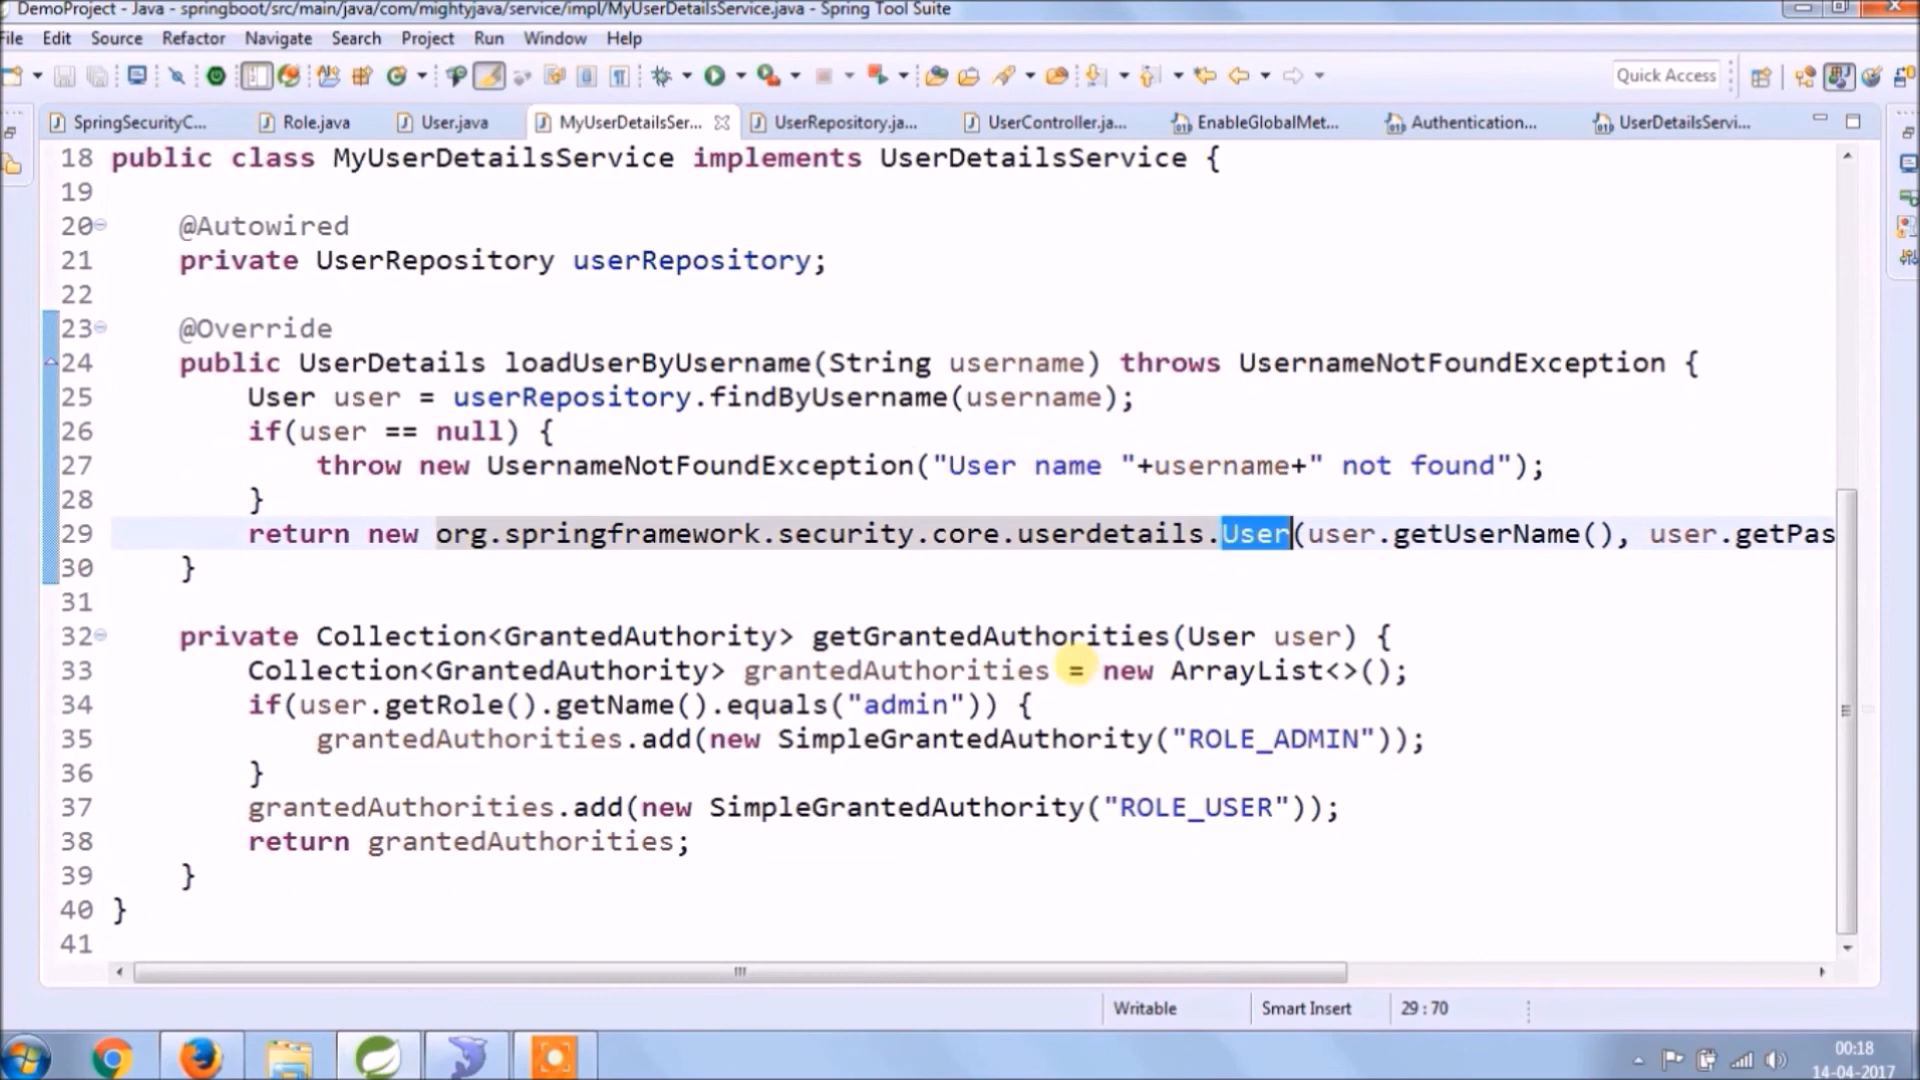 DemoProject - Java - springboot/src/main/java/com/mightyjava/service/impl/MyUserDetailsService.java - Spring Tool Suite
File Edit Source Refactor Navigate Search Project Run Window Help
Quick Access
SpringSecurityC... Role.java User.java MyUserDetailsSer... UserRepository.ja... UserController.ja... EnableGlobalMet... Authentication... UserDetailsServi...
18 public class MyUserDetailsService implements UserDetailsService {
19
20 @Autowired
21 private UserRepository userRepository;
22
23 @Override
24 public UserDetails loadUserByUsername(String username) throws UsernameNotFoundException {
25 User user = userRepository.findByUsername(username);
26 if(user == null) {
27 throw new UsernameNotFoundException("User name "+username+" not found");
28 }
29 return new org.springframework.security.core.userdetails.User(user.getUserName(), user.getPas
30 }
31
32 private Collection<GrantedAuthority> getGrantedAuthorities(User user) {
33 Collection<GrantedAuthority> grantedAuthorities = new ArrayList<>();
34 if(user.getRole().getName().equals("admin")) {
35 grantedAuthorities.add(new SimpleGrantedAuthority("ROLE_ADMIN"));
36 }
37 grantedAuthorities.add(new SimpleGrantedAuthority("ROLE_USER"));
38 return grantedAuthorities;
39 }
40 }
41
Writable Smart Insert 29 : 70
00:18
14-04-2017